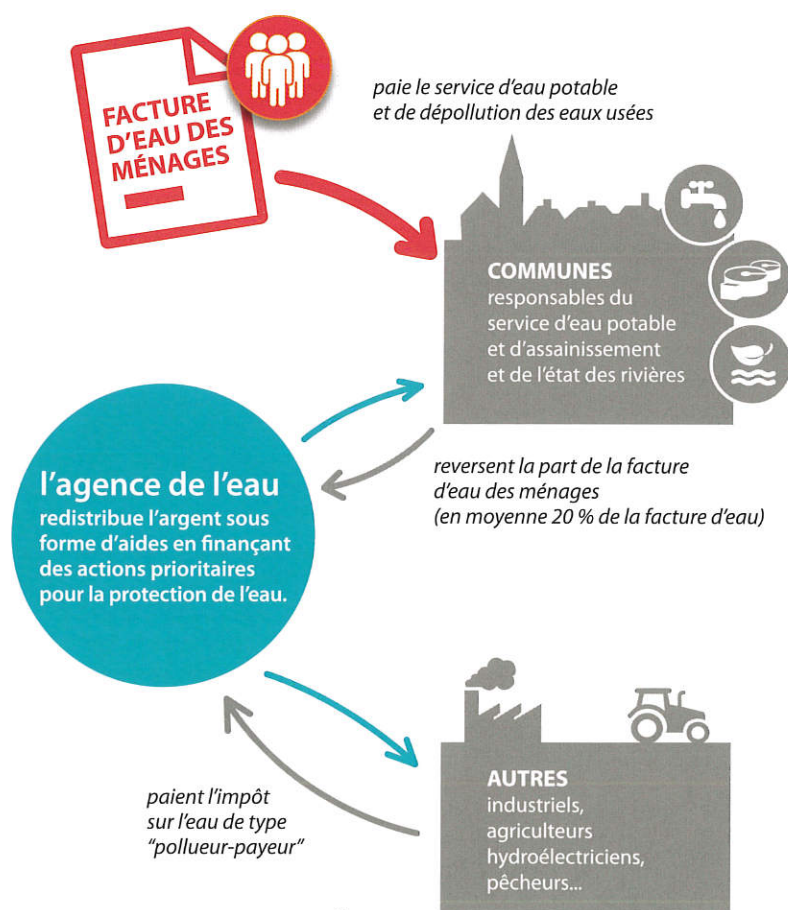 FACTURE
D'EAU DES
MÉNAGES
paie le service d'eau potable
et de dépollution des eaux usées
COMMUNES
responsables du
service d'eau potable
et d'assainissement
et de l'état des rivières
l'agence de l'eau
redistribue l'argent sous
forme d'aides en finançant
des actions prioritaires
pour la protection de l'eau.
reversent la part de la facture
d'eau des ménages
(en moyenne 20 % de la facture d'eau)
paient l'impôt
sur l'eau de type
“pollueur-payeur”
AUTRES
industriels,
agriculteurs
hydroélectriciens,
pêcheurs...